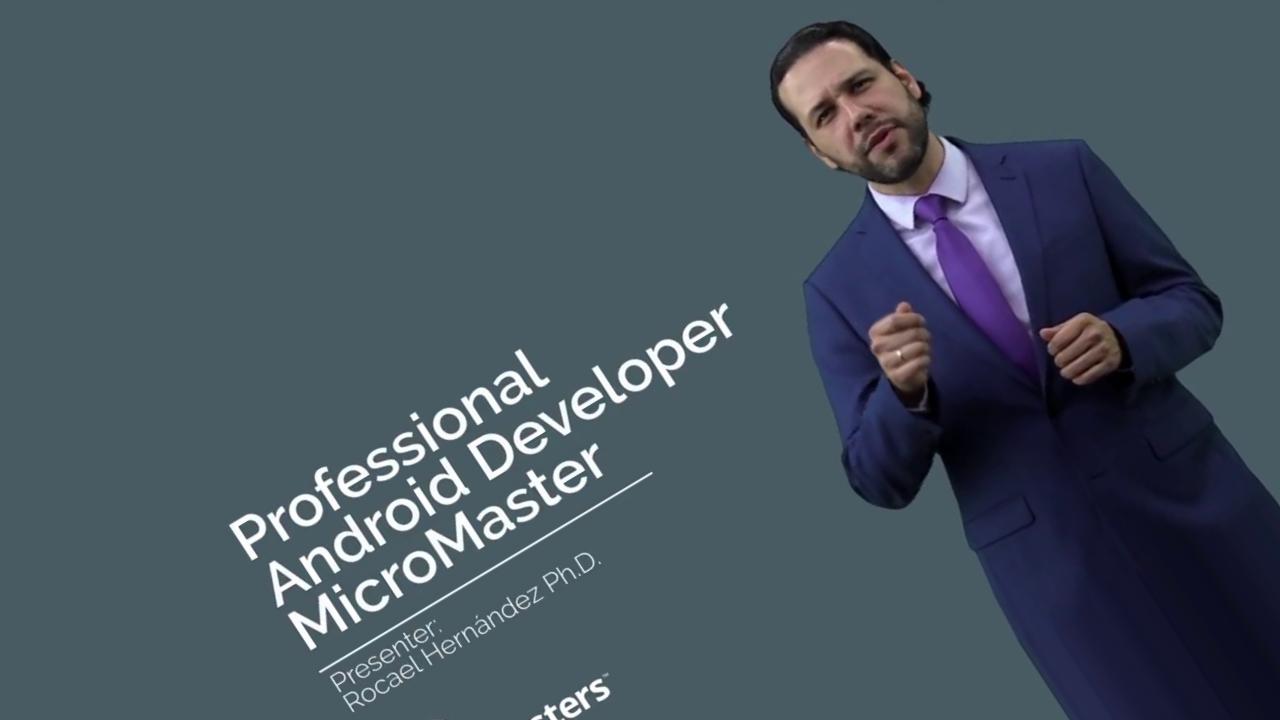 Professional
Android Developer
MicroMaster
Presenter:
Rocael Hernández Ph.D.